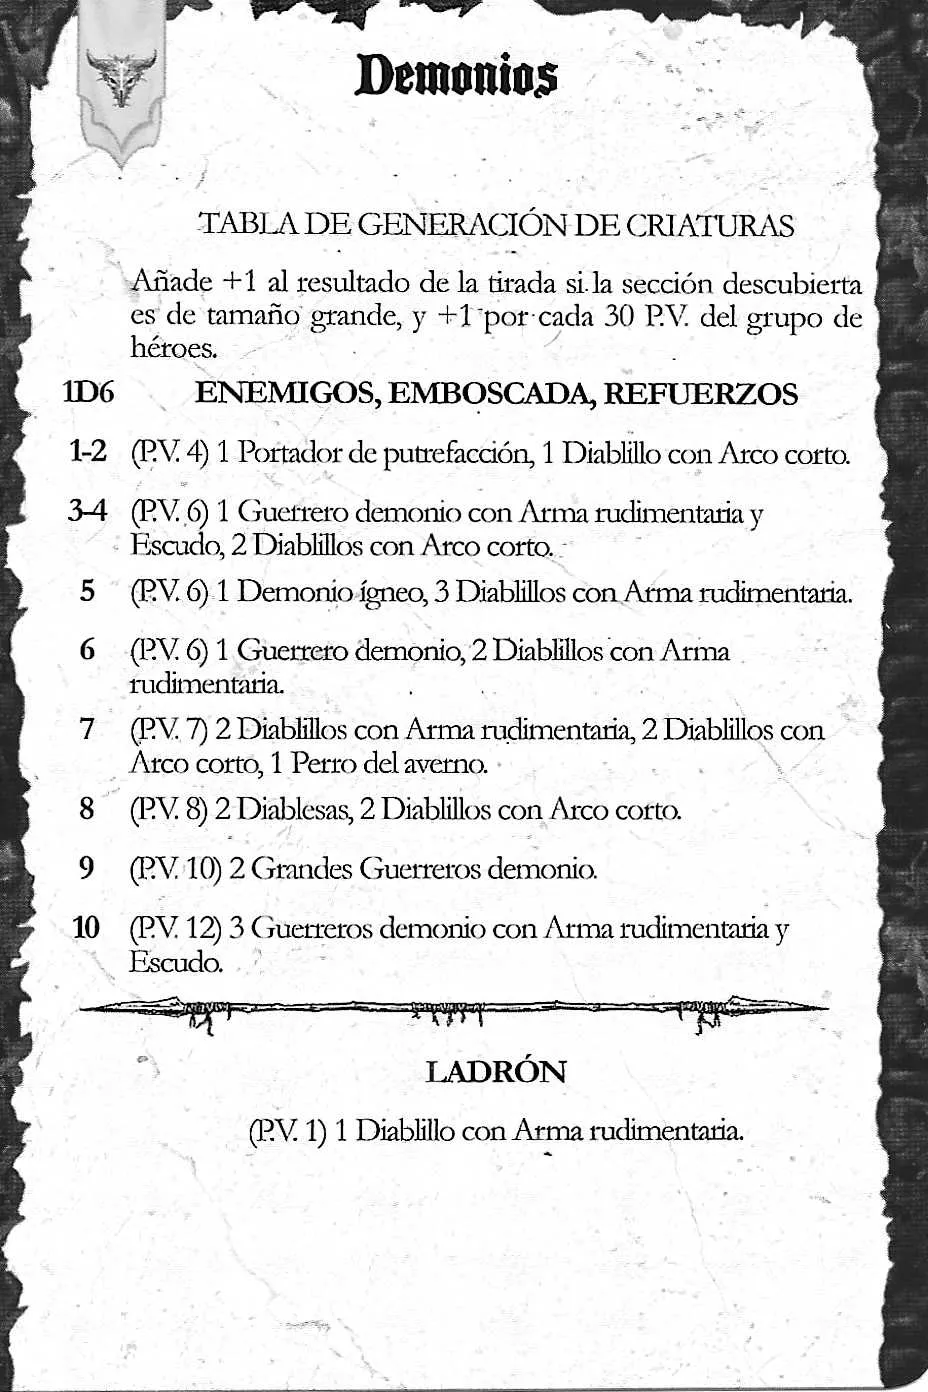 Demonios
TABLA DE GENERACIÓN DE CRIATURAS
Añade +1 al resultado de la tirada si la sección descubierta
es de tamaño grande, y +1 por cada 30 P.V. del grupo de
héroes.
1D6 ENEMIGOS, EMBOSCADA, REFUERZOS
1-2 (P.V. 4) 1 Portador de putrefacción, 1 Diablillo con Arco corto.
3-4 (P.V. 6) 1 Guerrero demonio con Arma rudimentaria y
Escudo, 2 Diablillos con Arco corto.
5 (P.V. 6) 1 Demonio ígneo, 3 Diablillos con Arma rudimentaria.
6 (P.V. 6) 1 Guerrero demonio, 2 Diablillos con Arma
rudimentaria.
7 (P.V. 7) 2 Diablillos con Arma rudimentaria, 2 Diablillos con
Arco corto, 1 Perro del averno.
8 (P.V. 8) 2 Diablesas, 2 Diablillos con Arco corto.
9 (P.V. 10) 2 Grandes Guerreros demonio.
10 (P.V. 12) 3 Guerreros demonio con Arma rudimentaria y
Escudo.
LADRÓN
(P.V. 1) 1 Diablillo con Arma rudimentaria.